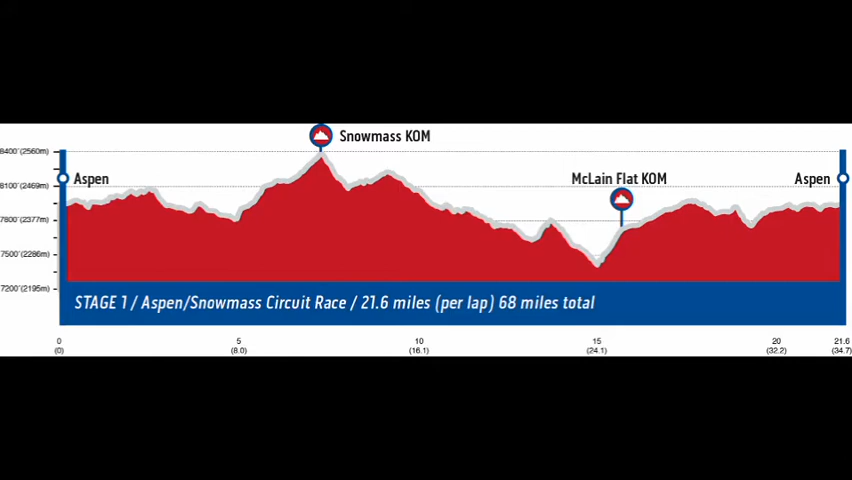 Snowmass KOM
8400' (2560m)
Aspen
McLain Flat KOM
Aspen
8100' (2469m)
7800' (2377m)
7500' (2286m)
7200' (2195m)
STAGE 1 / Aspen/Snowmass Circuit Race / 21.6 miles (per lap) 68 miles total
0 5 10 15 20 21.6
(0) (8.0) (16.1) (24.1) (32.2) (34.7)